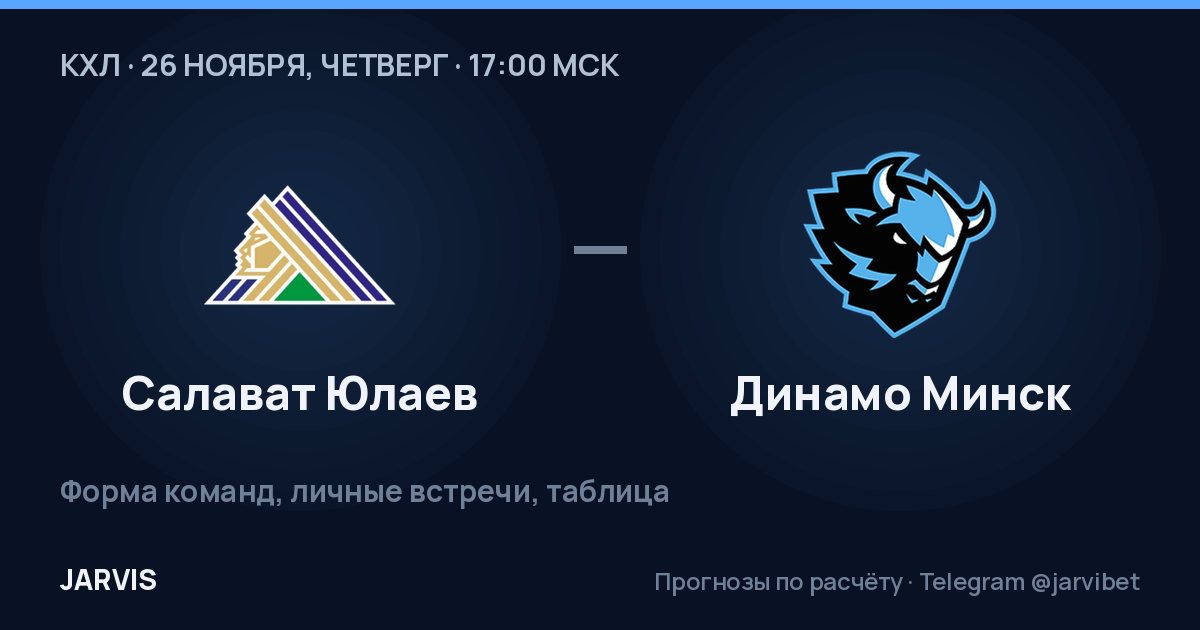 КХЛ · 26 НОЯБРЯ, ЧЕТВЕРГ · 17:00 МСК
—
Салават Юлаев
Динамо Минск
Форма команд, личные встречи, таблица
JARVIS
Прогнозы по расчёту · Telegram @jarvibet